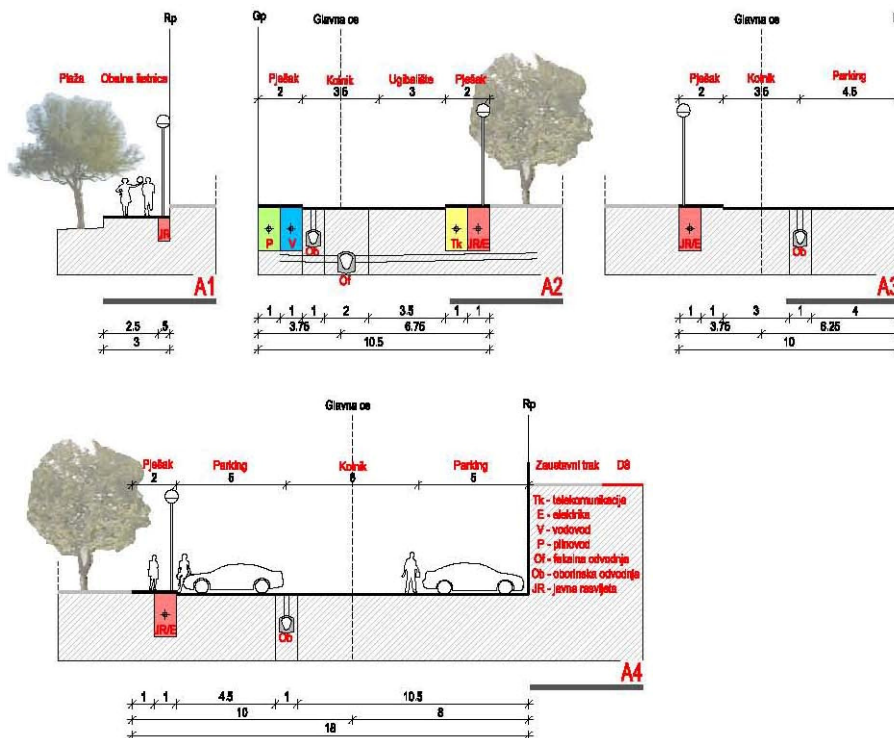 Rp
Plaža Obalna šetnica
JR
A1
2.5 .5
3
Gp Glavna os
Pješak Kolnik Ugibalište Pješak
2 3.5 3 2
P V Ob Tk JR/E
Of
A2
1 1 1 2 3.5 1 1
3.75 6.75
10.5
Glavna os
Pješak Kolnik Parking
2 3.5 4.5
JR/E Ob
A3
1 1 3 1 4
3.75 6.25
10
Glavna os Rp
Pješak Parking Kolnik Parking Zaustavni trak D8
2 5 6 5
Tk - telekomunikacije
E - elektrika
V - vodovod
P - plinovod
Of - fekalna odvodnja
Ob - oborinska odvodnja
JR - javna rasvjeta
JR/E Ob
A4
1 1 4.5 1 10.5
10 8
18